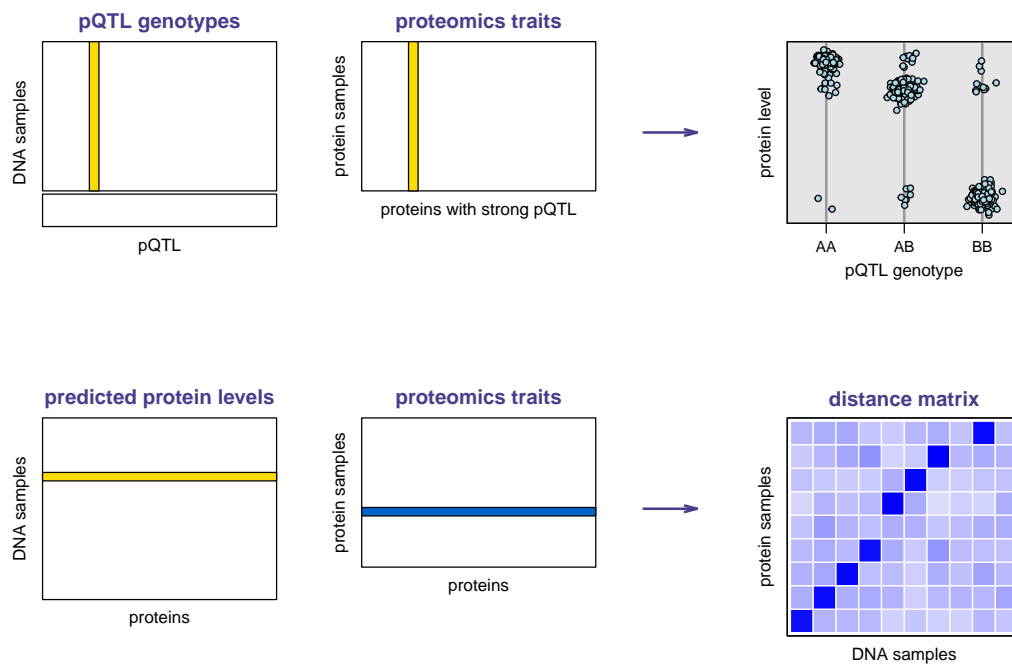 pQTL genotypes
DNA samples
pQTL
proteomics traits
protein samples
proteins with strong pQTL
protein level
AA AB BB
pQTL genotype
predicted protein levels
DNA samples
proteins
proteomics traits
protein samples
proteins
distance matrix
protein samples
DNA samples